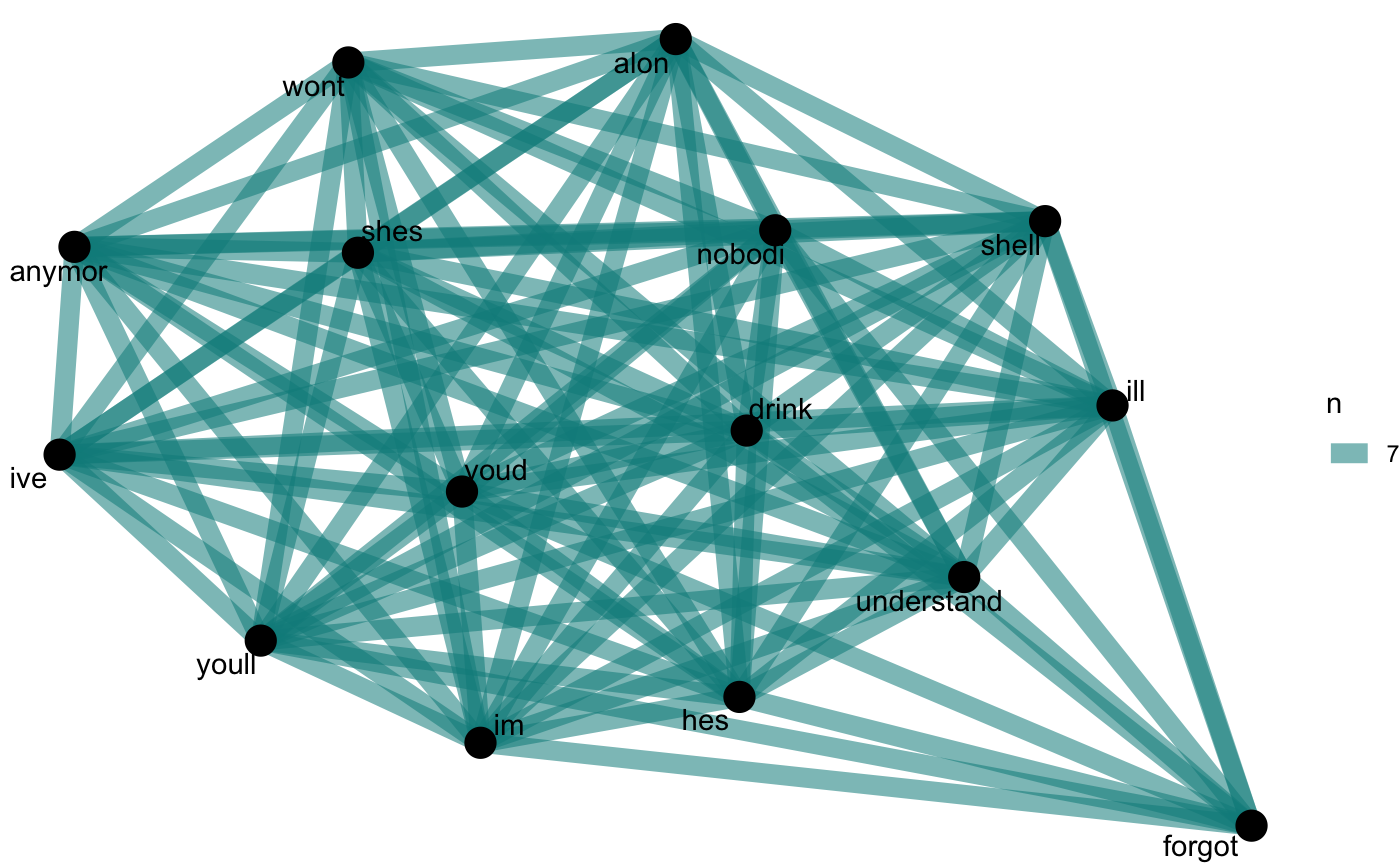 alon
wont
shes
nobodi
shell
anymor
ill
n
drink
7
youd
ive
understand
youll
hes
im
forgot